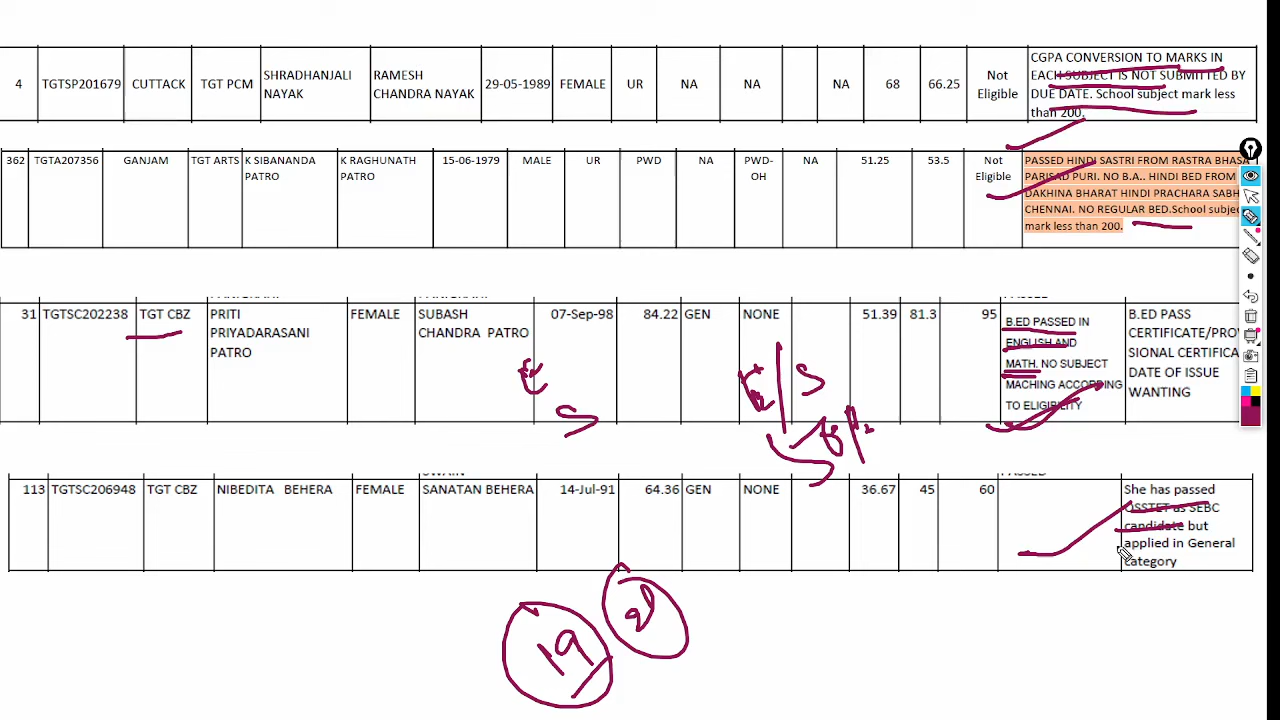 4 TGTSP201679 CUTTACK TGT PCM SHRADHANJALI NAYAK RAMESH CHANDRA NAYAK 29-05-1989 FEMALE UR NA NA NA 68 66.25 Not Eligible
CGPA CONVERSION TO MARKS IN
EACH SUBJECT IS NOT SUBMITTED BY
DUE DATE. School subject mark less
than 200.
362 TGTA207356 GANJAM TGT ARTS K SIBANANDA PATRO K RAGHUNATH PATRO 15-06-1979 MALE UR PWD NA PWD-OH NA 51.25 53.5 Not Eligible
PASSED HINDI SASTRI FROM RASTRA BHASA
PARISAD PURI. NO B.A.. HINDI BED FROM
DAKHINA BHARAT HINDI PRACHARA SABH
CHENNAI. NO REGULAR BED.School subje
mark less than 200.
31 TGTSC202238 TGT CBZ PRITI PRIYADARASANI PATRO FEMALE SUBASH CHANDRA PATRO 07-Sep-98 84.22 GEN NONE 51.39 81.3 95
B.ED PASSED IN
ENGLISH AND
MATH. NO SUBJECT
MACHING ACCORDING
TO ELIGIBILITY
B.ED PASS
CERTIFICATE/PRO
SIONAL CERTIFICA
DATE OF ISSUE
WANTING
SWAIN PASSED
113 TGTSC206948 TGT CBZ NIBEDITA BEHERA FEMALE SANATAN BEHERA 14-Jul-91 64.36 GEN NONE 36.67 45 60
She has passed
OSSTET as SEBC
candidate but
applied in General
category
S
S
19